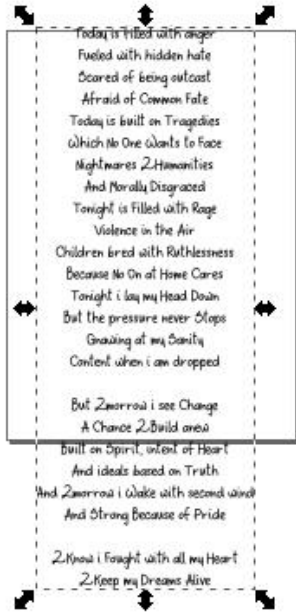 Today is filled with anger
Fueled with hidden hate
Scared of being outcast
Afraid of Common Fate
Today is built on Tragedies
Which No One Wants to Face
Nightmares 2 Humanities
And Morally Disgraced
Tonight is Filled with Rage
Violence in the Air
Children bred with Ruthlessness
Because No On at Home Cares
Tonight i lay my Head Down
But the pressure never Stops
Gnawing at my Sanity
Content when i am dropped
But 2morrow i see Change
A Chance 2 Build anew
Built on Spirit, intent of Heart
And ideals based on Truth
And 2morrow i Wake with second wind
And Strong Because of Pride
2 Know i Fought with all my Heart
2 Keep my Dreams Alive